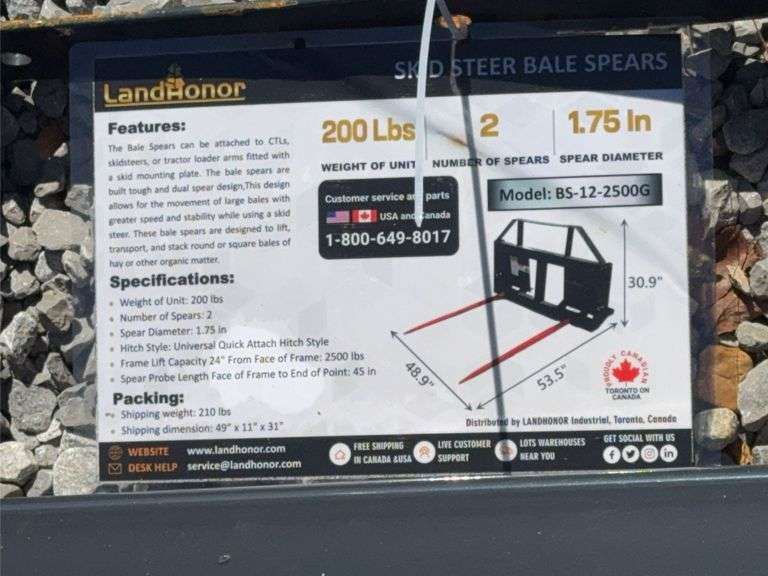 LandHonor
SKID STEER BALE SPEARS
Features:
The Bale Spears can be attached to CTLs,
skidsteers, or tractor loader arms fitted with
a skid mounting plate. The bale spears are
built tough and dual spear design,This design
allows for the movement of large bales with
greater speed and stability while using a skid
steer. These bale spears are designed to lift,
transport, and stack round or square bales of
hay or other organic matter.
200 Lbs
WEIGHT OF UNIT
2
NUMBER OF SPEARS
1.75 In
SPEAR DIAMETER
Customer service and parts
USA and Canada
1-800-649-8017
Model: BS-12-2500G
30.9"
48.9"
53.5"
PROUDLY CANADIAN
TORONTO ON
CANADA
Specifications:
• Weight of Unit: 200 lbs
• Number of Spears: 2
• Spear Diameter: 1.75 in
• Hitch Style: Universal Quick Attach Hitch Style
• Frame Lift Capacity 24" From Face of Frame: 2500 lbs
• Spear Probe Length Face of Frame to End of Point: 45 in
Packing:
• Shipping weight: 210 lbs
• Shipping dimension: 49" x 11" x 31"
Distributed by LANDHONOR Industrial, Toronto, Canada
WEBSITE www.landhonor.com
DESK HELP service@landhonor.com
FREE SHIPPING
IN CANADA &USA
LIVE CUSTOMER
SUPPORT
LOTS WAREHOUSES
NEAR YOU
GET SOCIAL WITH US